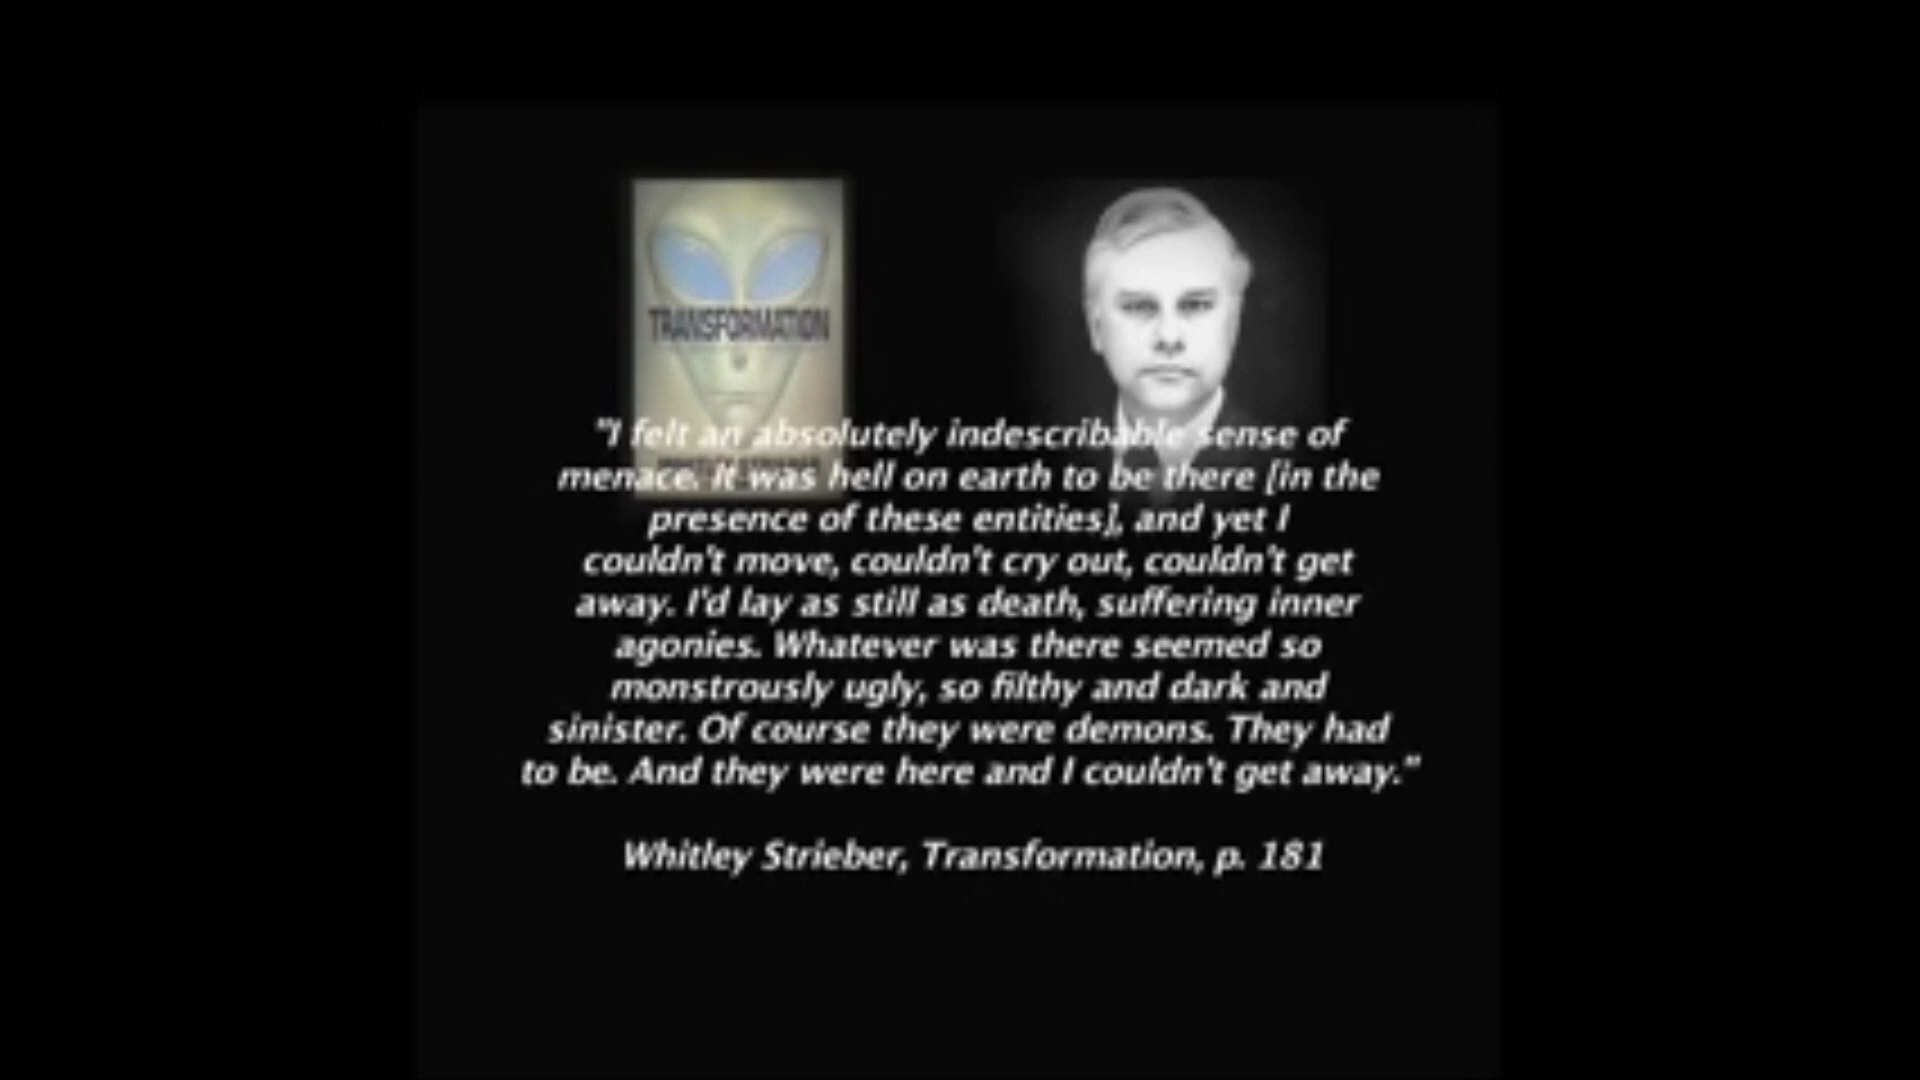 TRANSFORMATION
"I felt an absolutely indescribable sense of
menace. It was hell on earth to be there [in the
presence of these entities], and yet I
couldn't move, couldn't cry out, couldn't get
away. I'd lay as still as death, suffering inner
agonies. Whatever was there seemed so
monstrously ugly, so filthy and dark and
sinister. Of course they were demons. They had
to be. And they were here and I couldn't get away."
Whitley Strieber, Transformation, p. 181